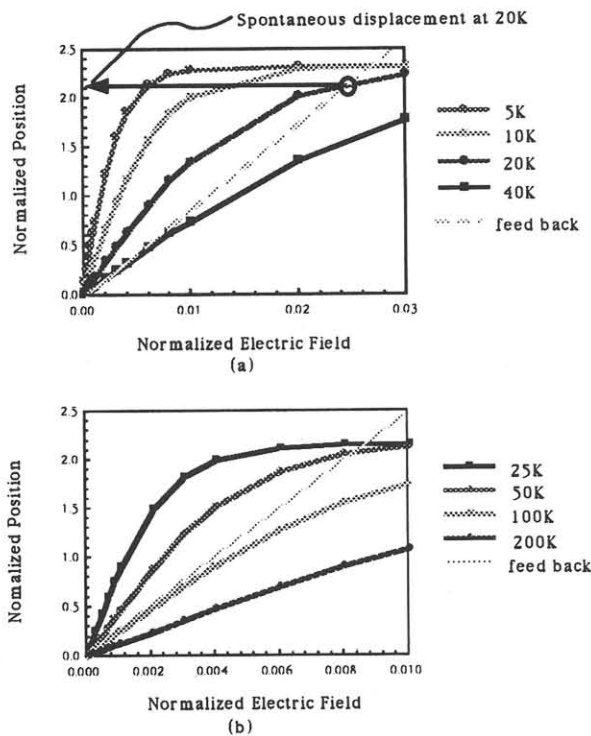 Spontaneous displacement at 20K
2.5
2.0
1.5
1.0
0.5
0.0
Normalized Position
0.00 0.01 0.02 0.03
Normalized Electric Field
(a)
5K
10K
20K
40K
feed back
2.5
2.0
1.5
1.0
0.5
0.0
Nomalized Position
0.000 0.002 0.004 0.006 0.008 0.010
Normalized Electric Field
(b)
25K
50K
100K
200K
feed back